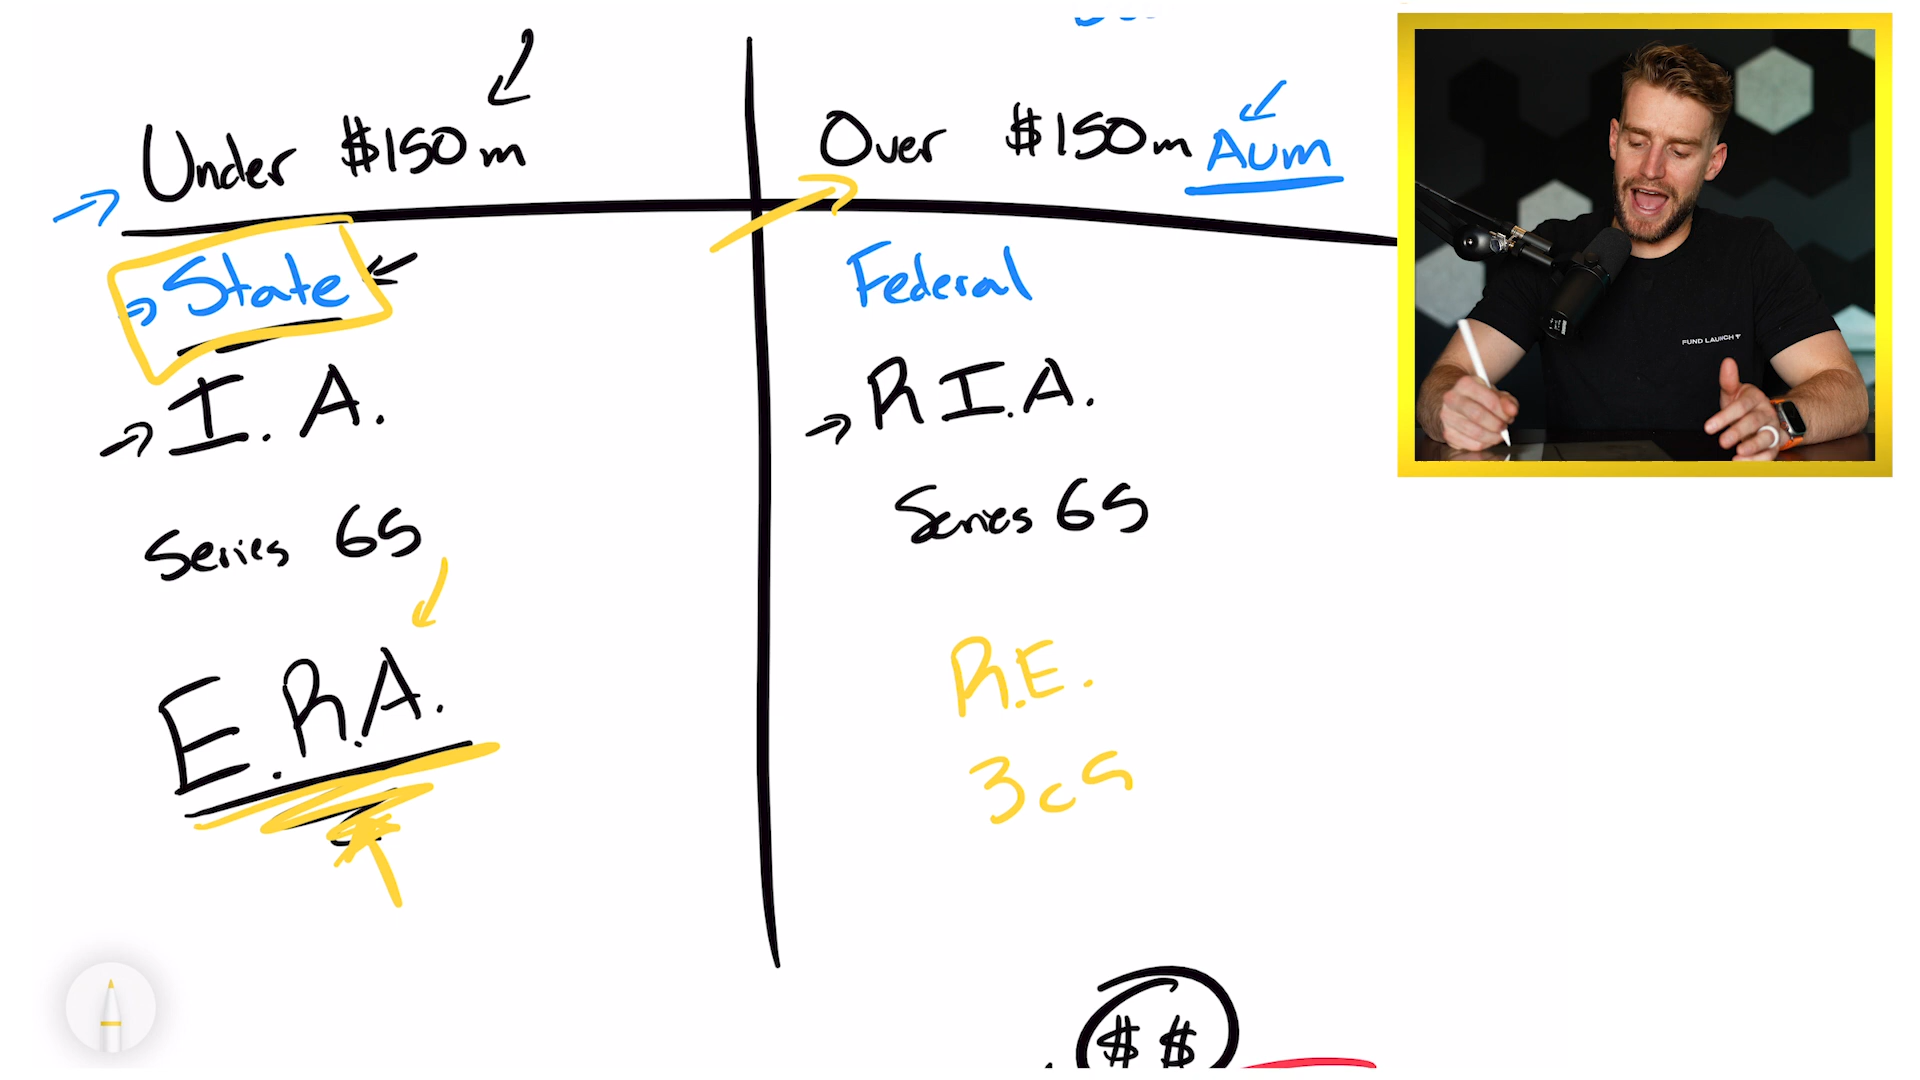 Under $150m
Over $150m Aum
State
Federal
I.A.
R.I.A.
Series 65
Series 65
E.R.A.
R.E.
3c5
$$
FUND LAUNCH